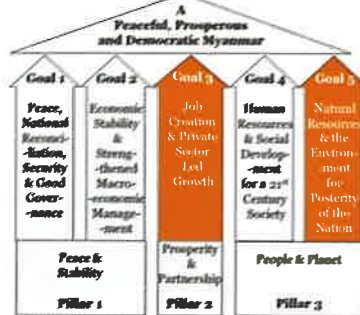 A
Peaceful, Prosperous
and Democratic Myanmar
Goal 1
Peace,
National
Reconci-
-liation,
Security
& Good
Gover-
-nance
Goal 2
Economic
Stability
&
Streng-
-thened
Macro-
-economic
Manage-
-ment
Goal 3
Job
Creation
& Private
Sector
Led
Growth
Goal 4
Human
Resources
& Social
Develop-
-ment
for a 21st
Century
Society
Goal 5
Natural
Resources
& the
Environ-
-ment
for
Posterity
of the
Nation
Peace &
Stability
Pillar 1
Prosperity
&
Partnership
Pillar 2
People & Planet
Pillar 3